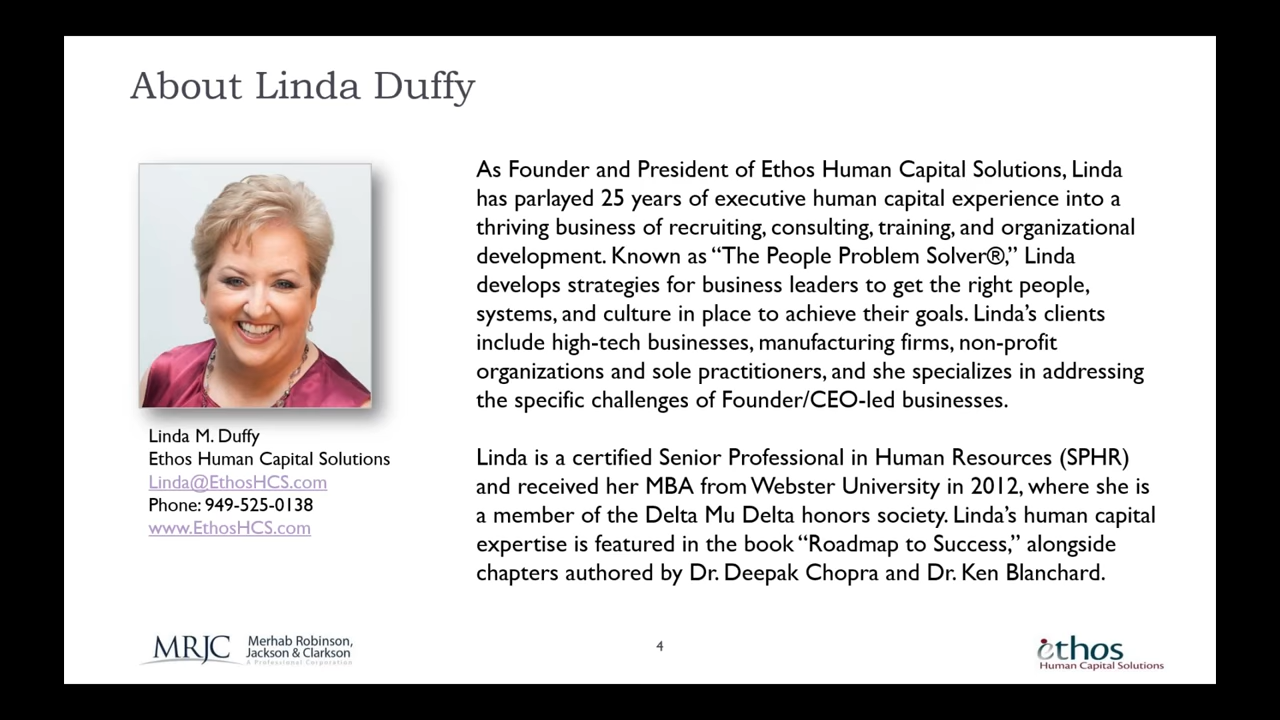 About Linda Duffy
As Founder and President of Ethos Human Capital Solutions, Linda
has parlayed 25 years of executive human capital experience into a
thriving business of recruiting, consulting, training, and organizational
development. Known as “The People Problem Solver®,” Linda
develops strategies for business leaders to get the right people,
systems, and culture in place to achieve their goals. Linda’s clients
include high-tech businesses, manufacturing firms, non-profit
organizations and sole practitioners, and she specializes in addressing
the specific challenges of Founder/CEO-led businesses.
Linda is a certified Senior Professional in Human Resources (SPHR)
and received her MBA from Webster University in 2012, where she is
a member of the Delta Mu Delta honors society. Linda’s human capital
expertise is featured in the book “Roadmap to Success,” alongside
chapters authored by Dr. Deepak Chopra and Dr. Ken Blanchard.
Linda M. Duffy
Ethos Human Capital Solutions
Linda@EthosHCS.com
Phone: 949-525-0138
www.EthosHCS.com
MRJC
Merhab Robinson,
Jackson & Clarkson
A Professional Corporation
4
ethos
Human Capital Solutions